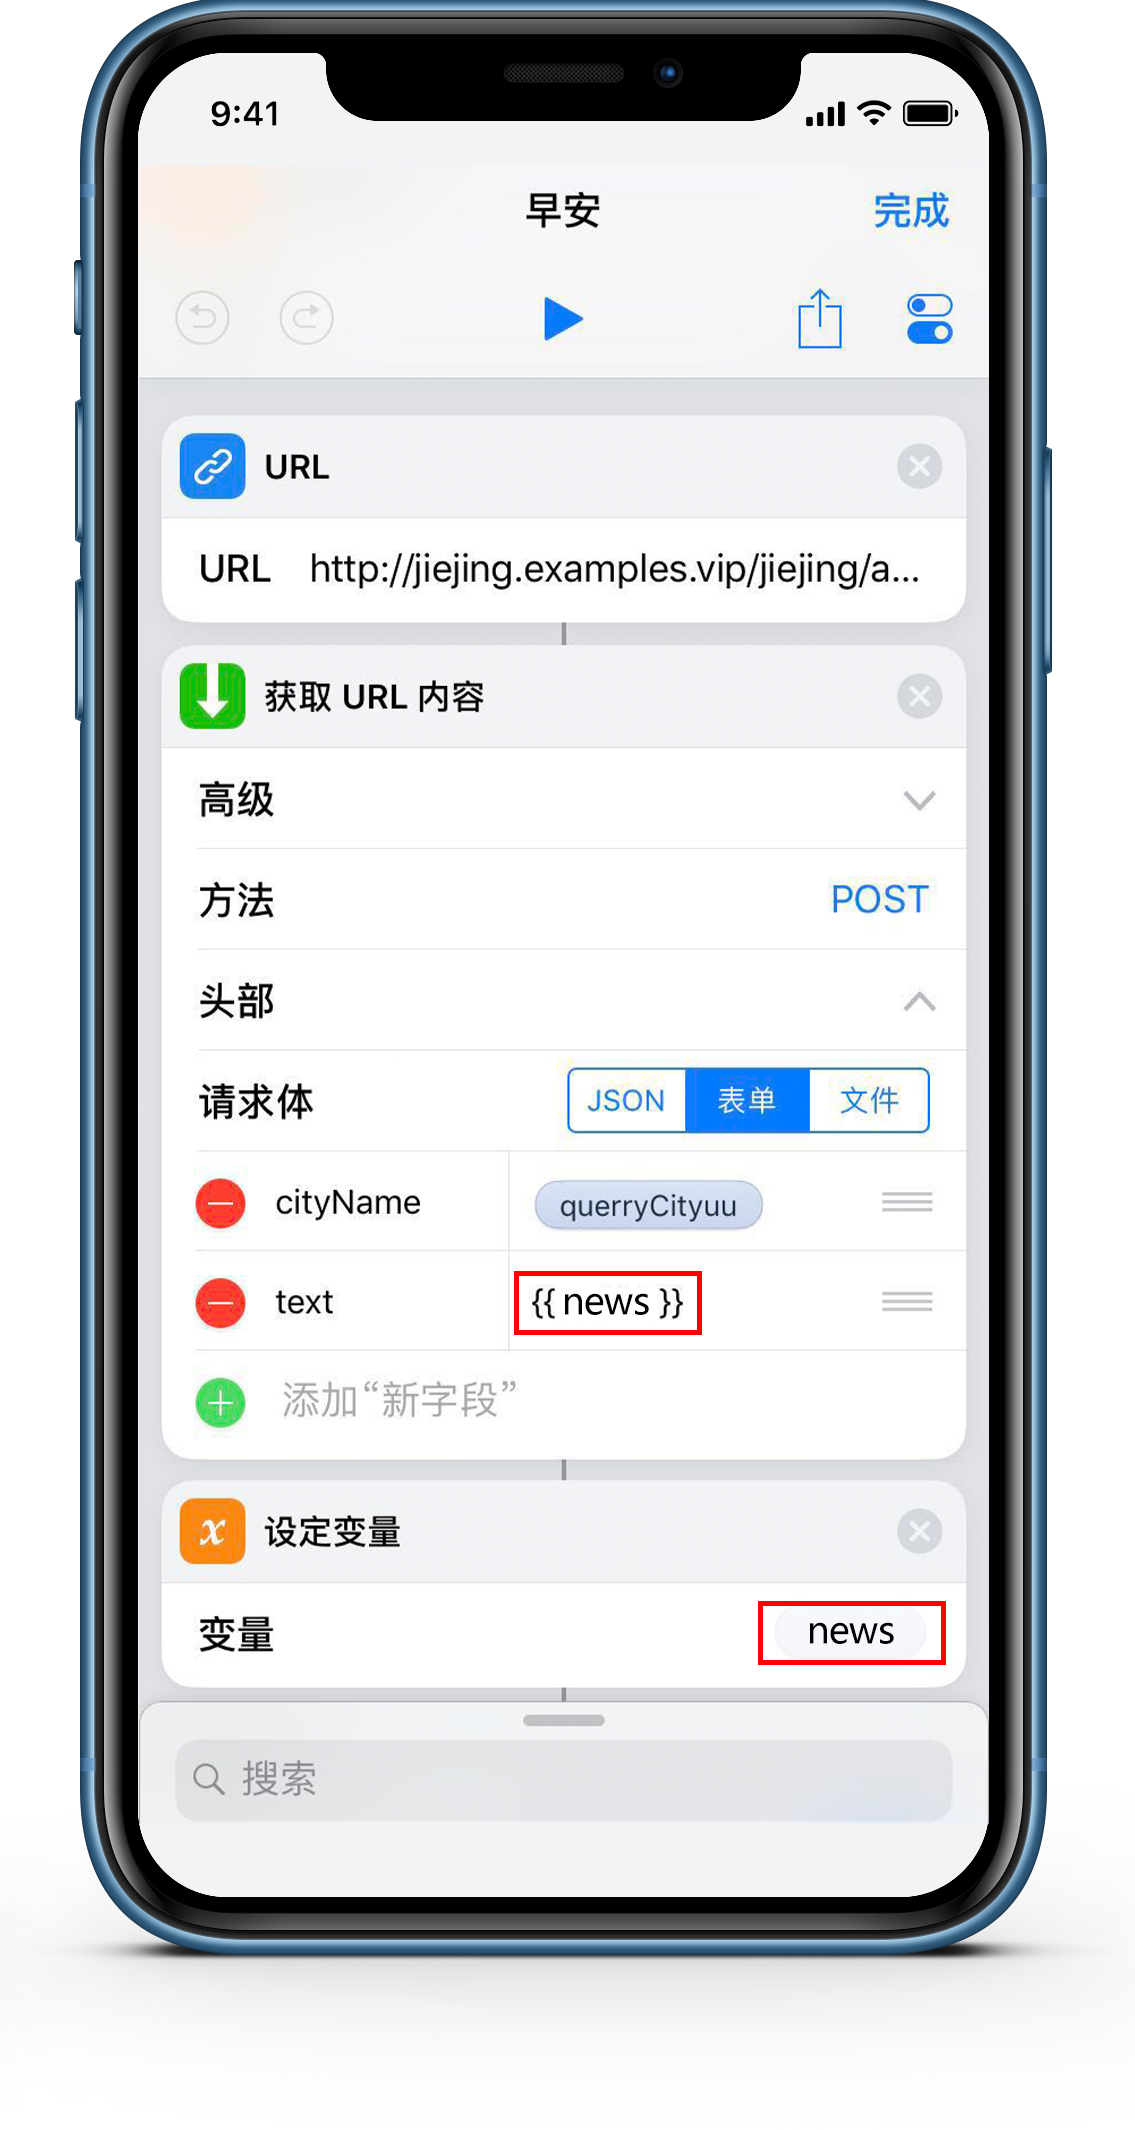 9:41
早安 完成
URL
URL http://jiejing.examples.vip/jiejing/a...
获取 URL 内容
高级
方法 POST
头部
请求体 JSON 表单 文件
cityName querryCityuu
text {{ news }}
添加“新字段”
x 设定变量
变量 news
搜索